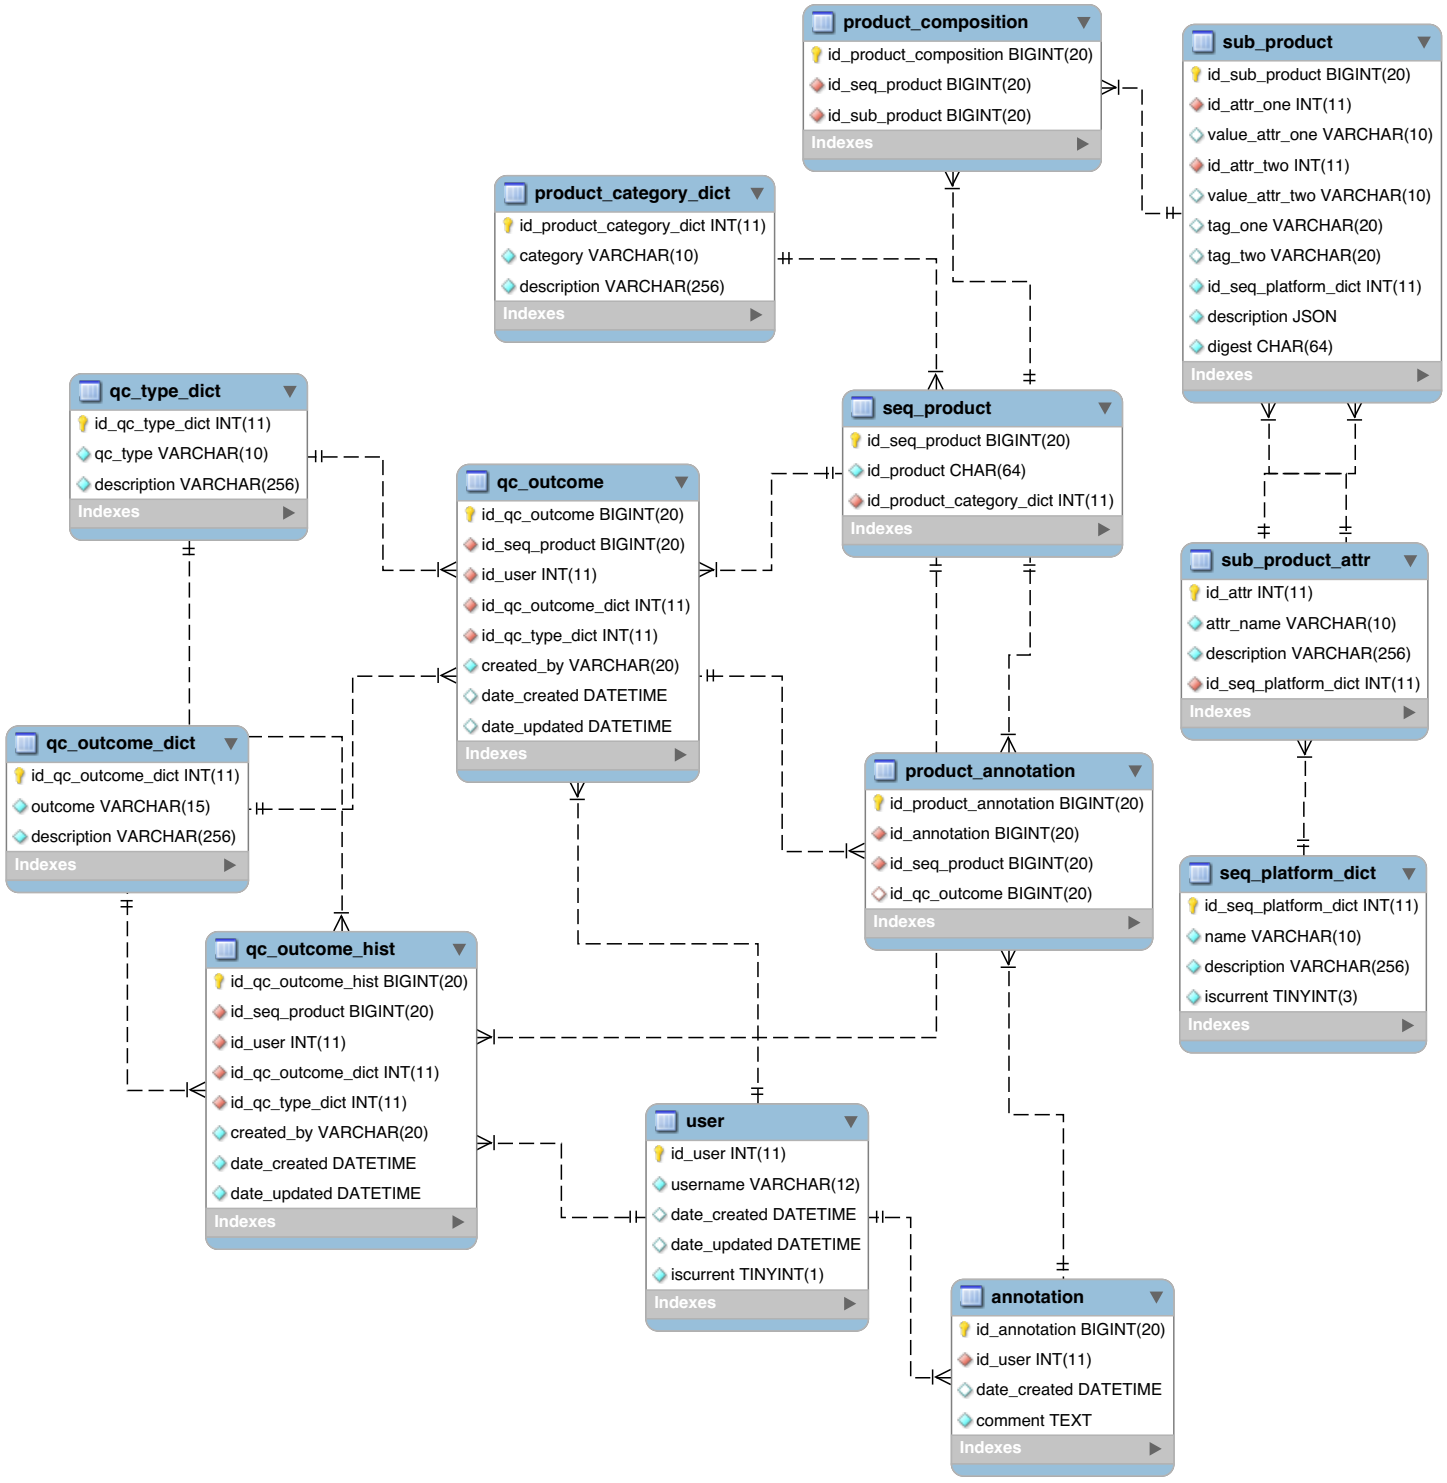 product_composition
id_product_composition BIGINT(20)
id_seq_product BIGINT(20)
id_sub_product BIGINT(20)
Indexes
sub_product
id_sub_product BIGINT(20)
id_attr_one INT(11)
value_attr_one VARCHAR(10)
id_attr_two INT(11)
value_attr_two VARCHAR(10)
tag_one VARCHAR(20)
tag_two VARCHAR(20)
id_seq_platform_dict INT(11)
description JSON
digest CHAR(64)
Indexes
product_category_dict
id_product_category_dict INT(11)
category VARCHAR(10)
description VARCHAR(256)
Indexes
qc_type_dict
id_qc_type_dict INT(11)
qc_type VARCHAR(10)
description VARCHAR(256)
Indexes
seq_product
id_seq_product BIGINT(20)
id_product CHAR(64)
id_product_category_dict INT(11)
Indexes
qc_outcome
id_qc_outcome BIGINT(20)
id_seq_product BIGINT(20)
id_user INT(11)
id_qc_outcome_dict INT(11)
id_qc_type_dict INT(11)
created_by VARCHAR(20)
date_created DATETIME
date_updated DATETIME
Indexes
sub_product_attr
id_attr INT(11)
attr_name VARCHAR(10)
description VARCHAR(256)
id_seq_platform_dict INT(11)
Indexes
qc_outcome_dict
id_qc_outcome_dict INT(11)
outcome VARCHAR(15)
description VARCHAR(256)
Indexes
product_annotation
id_product_annotation BIGINT(20)
id_annotation BIGINT(20)
id_seq_product BIGINT(20)
id_qc_outcome BIGINT(20)
Indexes
seq_platform_dict
id_seq_platform_dict INT(11)
name VARCHAR(10)
description VARCHAR(256)
iscurrent TINYINT(3)
Indexes
qc_outcome_hist
id_qc_outcome_hist BIGINT(20)
id_seq_product BIGINT(20)
id_user INT(11)
id_qc_outcome_dict INT(11)
id_qc_type_dict INT(11)
created_by VARCHAR(20)
date_created DATETIME
date_updated DATETIME
Indexes
user
id_user INT(11)
username VARCHAR(12)
date_created DATETIME
date_updated DATETIME
iscurrent TINYINT(1)
Indexes
annotation
id_annotation BIGINT(20)
id_user INT(11)
date_created DATETIME
comment TEXT
Indexes